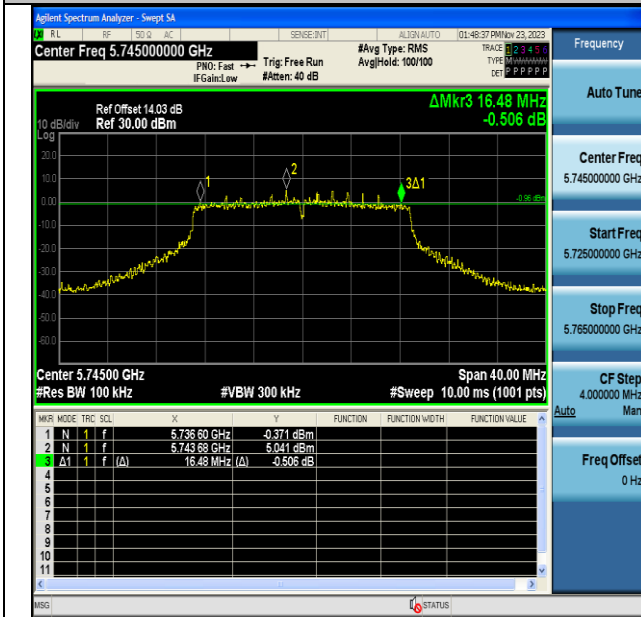 Agilent Spectrum Analyzer - Swept SA
RL RF 50 Ω AC SENSE:INT ALIGN AUTO 01:48:37 PM Nov 23, 2023
Center Freq 5.745000000 GHz
PNO: Fast
IFGain:Low
Trig: Free Run
#Atten: 40 dB
#Avg Type: RMS
Avg|Hold: 100/100
TRACE 1 2 3 4 5 6
TYPE M WWWWW
DET P P P P P P
Frequency
Auto Tune
Center Freq
5.745000000 GHz
Start Freq
5.725000000 GHz
Stop Freq
5.765000000 GHz
CF Step
4.000000 MHz
Auto Man
Freq Offset
0 Hz
Ref Offset 14.03 dB
10 dB/div Ref 30.00 dBm
Log
ΔMkr3 16.48 MHz
-0.506 dB
20.0
10.0
0.00
-10.0
-20.0
-30.0
-40.0
-50.0
-60.0
1
2
3Δ1
-0.96 dBm
Center 5.74500 GHz Span 40.00 MHz
#Res BW 100 kHz #VBW 300 kHz #Sweep 10.00 ms (1001 pts)
MKR MODE TRC SCL X Y FUNCTION FUNCTION WIDTH FUNCTION VALUE
1 N 1 f 5.736 60 GHz -0.371 dBm
2 N 1 f 5.743 68 GHz 5.041 dBm
3 Δ1 1 f (Δ) 16.48 MHz (Δ) -0.506 dB
4
5
6
7
8
9
10
11
MSG STATUS